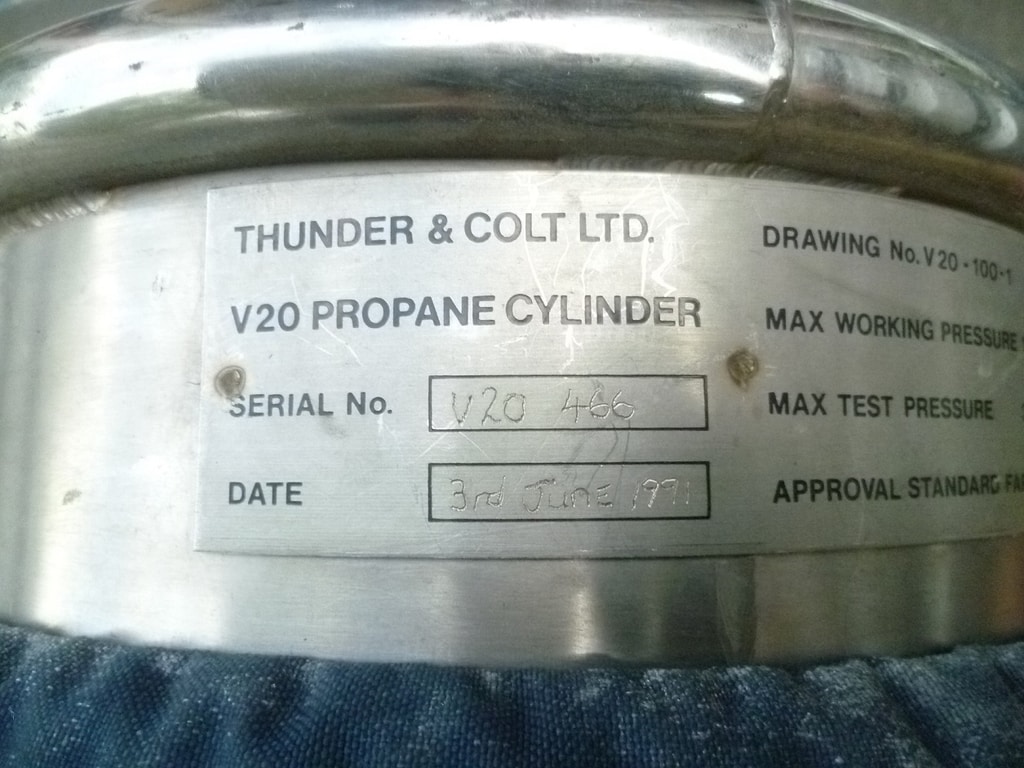 THUNDER & COLT LTD.
V20 PROPANE CYLINDER
SERIAL No. V20 466
DATE 3rd JUNE 1991
DRAWING No. V20-100-1
MAX WORKING PRESSURE
MAX TEST PRESSURE
APPROVAL STANDARD